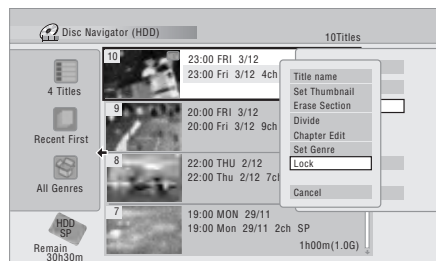 Disc Navigator (HDD)
10Titles
4 Titles
Recent First
All Genres
HDD
SP
Remain
30h30m
10
23:00 FRI 3/12
23:00 Fri 3/12 4ch
9
20:00 FRI 3/12
20:00 Fri 3/12 9ch
8
22:00 THU 2/12
22:00 Thu 2/12 7ch
7
19:00 MON 29/11
19:00 Mon 29/11 2ch SP
1h00m(1.0G)
Title name
Set Thumbnail
Erase Section
Divide
Chapter Edit
Set Genre
Lock
Cancel